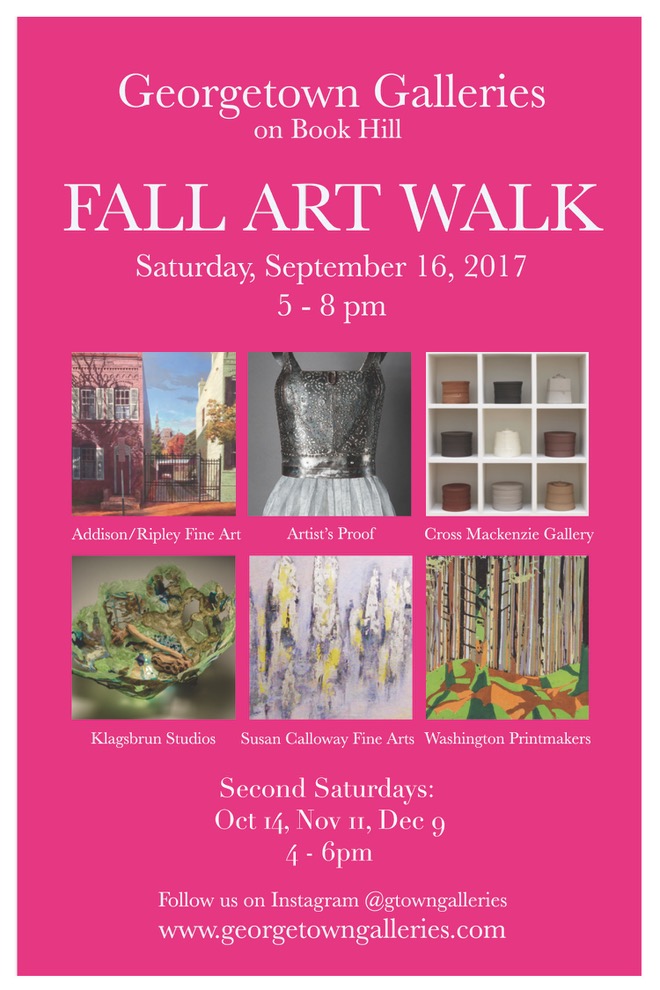 Georgetown Galleries
on Book Hill
FALL ART WALK
Saturday, September 16, 2017
5 - 8 pm
Addison/Ripley Fine Art
Artist's Proof
Cross Mackenzie Gallery
Klagsbrun Studios
Susan Calloway Fine Arts
Washington Printmakers
Second Saturdays:
Oct 14, Nov 11, Dec 9
4 - 6pm
Follow us on Instagram @gtowngalleries
www.georgetowngalleries.com